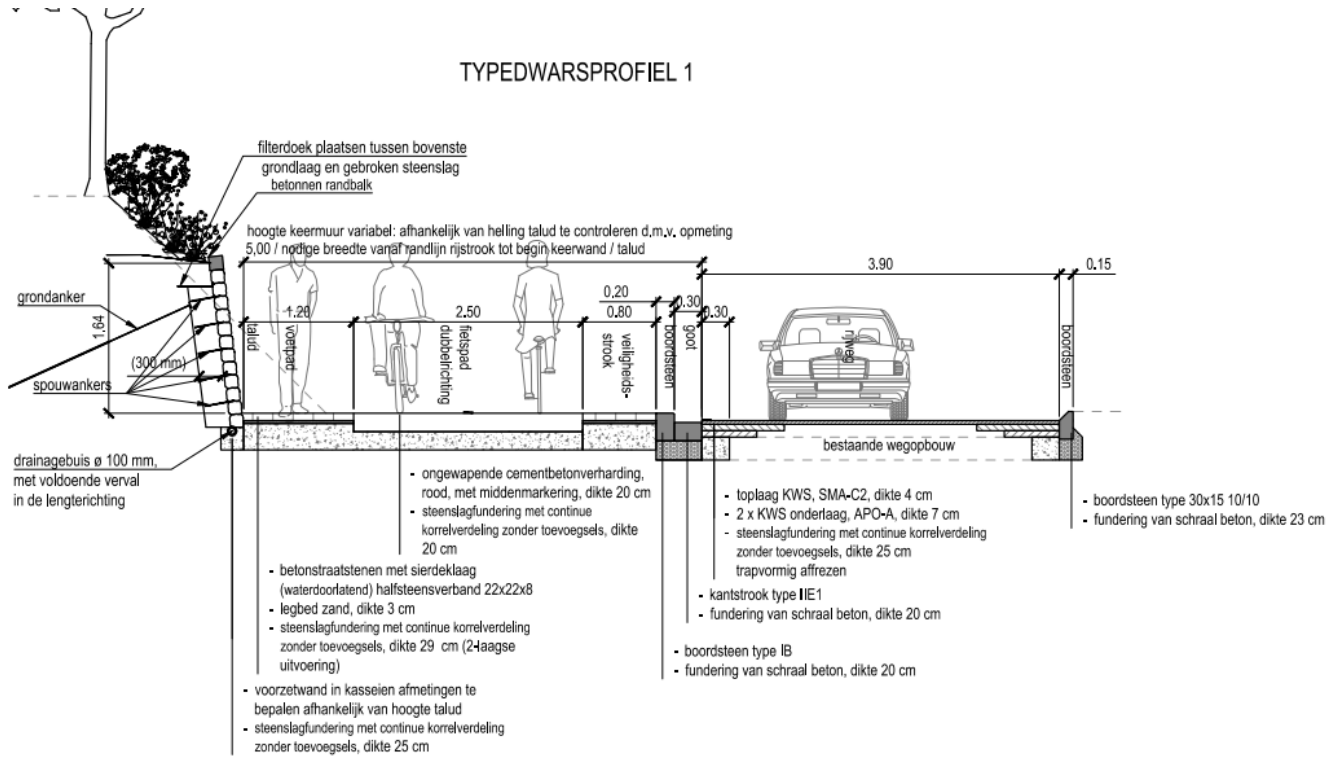 TYPEDWARSPROFIEL 1
filterdoek plaatsen tussen bovenste
grondlaag en gebroken steenslag
betonnen randbalk
hoogte keermuur variabel: afhankelijk van helling talud te controleren d.m.v. opmeting
5,00 / nodige breedte vanaf randlijn rijstrook tot begin keerwand / talud
3.90
0.15
grondanker
1.64
0.20
0.30
1.20
2.50
0.80
0.30
talud
voetpad
fietspad
dubbelrichting
veiligheids-
strook
boordsteen
goot
rijweg
boordsteen
(300 mm)
spouwankers
bestaande wegopbouw
drainagebuis ø 100 mm,
met voldoende verval
in de lengterichting
- ongewapende cementbetonverharding,
rood, met middenmarkering, dikte 20 cm
- steenslagfundering met continue
korrelverdeling zonder toevoegsels, dikte
20 cm
- toplaag KWS, SMA-C2, dikte 4 cm
- 2 x KWS onderlaag, APO-A, dikte 7 cm
- steenslagfundering met continue korrelverdeling
zonder toevoegsels, dikte 25 cm
trapvormig affrezen
- boordsteen type 30x15 10/10
- fundering van schraal beton, dikte 23 cm
- betonstraatstenen met sierdeklaag
(waterdoorlatend) halfsteensverband 22x22x8
- legbed zand, dikte 3 cm
- steenslagfundering met continue korrelverdeling
zonder toevoegsels, dikte 29 cm (2-laagse
uitvoering)
- kantstrook type IIE1
- fundering van schraal beton, dikte 20 cm
- boordsteen type IB
- fundering van schraal beton, dikte 20 cm
- voorzetwand in kasseien afmetingen te
bepalen afhankelijk van hoogte talud
- steenslagfundering met continue korrelverdeling
zonder toevoegsels, dikte 25 cm